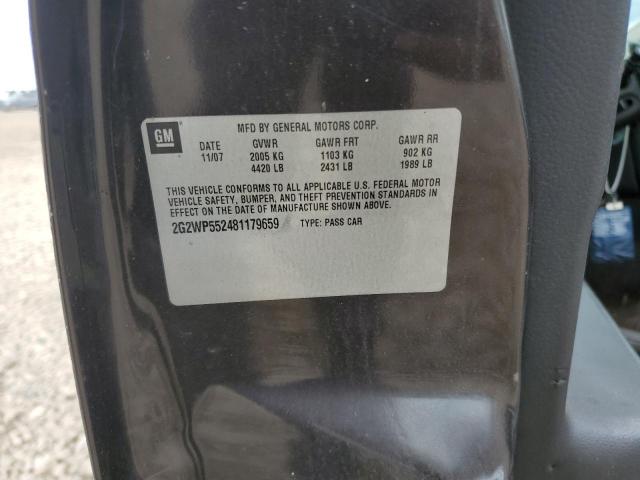 GM
MFD BY GENERAL MOTORS CORP.
DATE GVWR GAWR FRT GAWR RR
11/07 2005 KG 1103 KG 902 KG
4420 LB 2431 LB 1989 LB
THIS VEHICLE CONFORMS TO ALL APPLICABLE U.S. FEDERAL MOTOR
VEHICLE SAFETY, BUMPER, AND THEFT PREVENTION STANDARDS IN
EFFECT ON THE DATE OF MANUFACTURE SHOWN ABOVE.
2G2WP552481179659 TYPE: PASS CAR